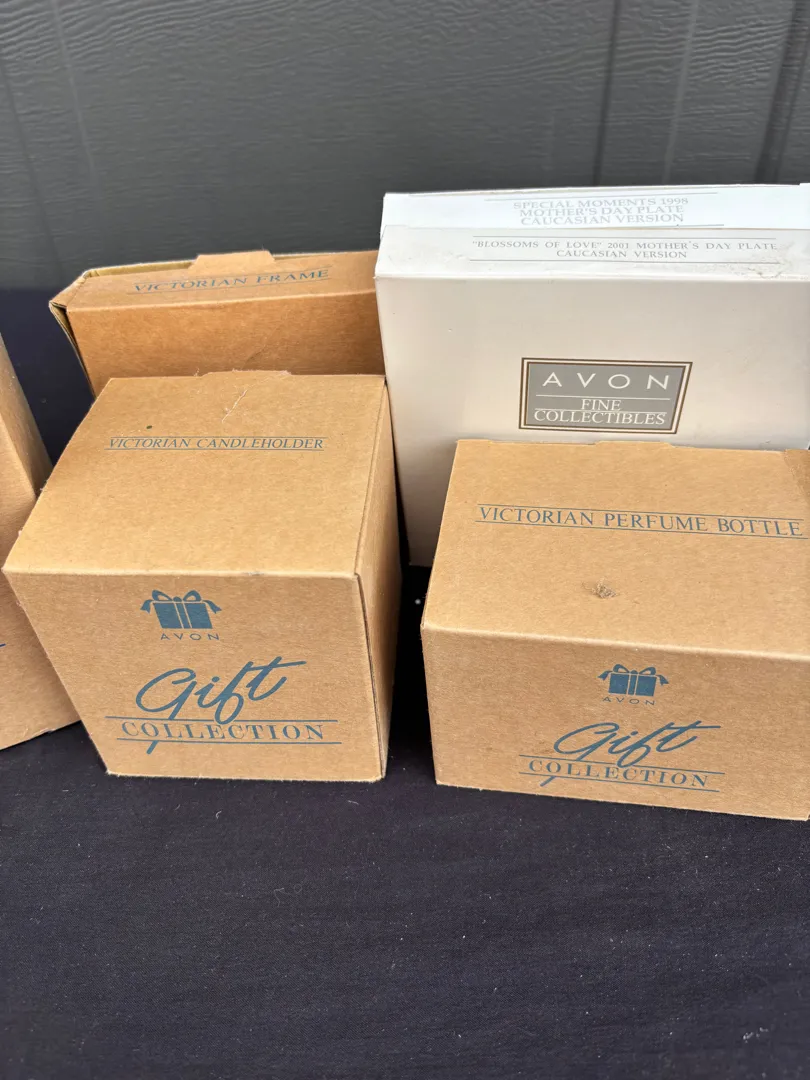 SPECIAL MOMENTS 1998
MOTHER'S DAY PLATE
CAUCASIAN VERSION
"BLOSSOMS OF LOVE" 2001 MOTHER'S DAY PLATE
CAUCASIAN VERSION
VICTORIAN FRAME
AVON
FINE
COLLECTIBLES
VICTORIAN CANDLEHOLDER
AVON
Gift
COLLECTION
VICTORIAN PERFUME BOTTLE
AVON
Gift
COLLECTION